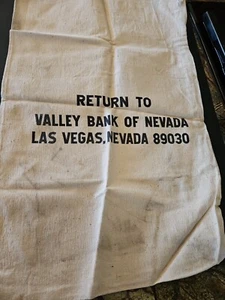 RETURN TO
VALLEY BANK OF NEVADA
LAS VEGAS, NEVADA 89030